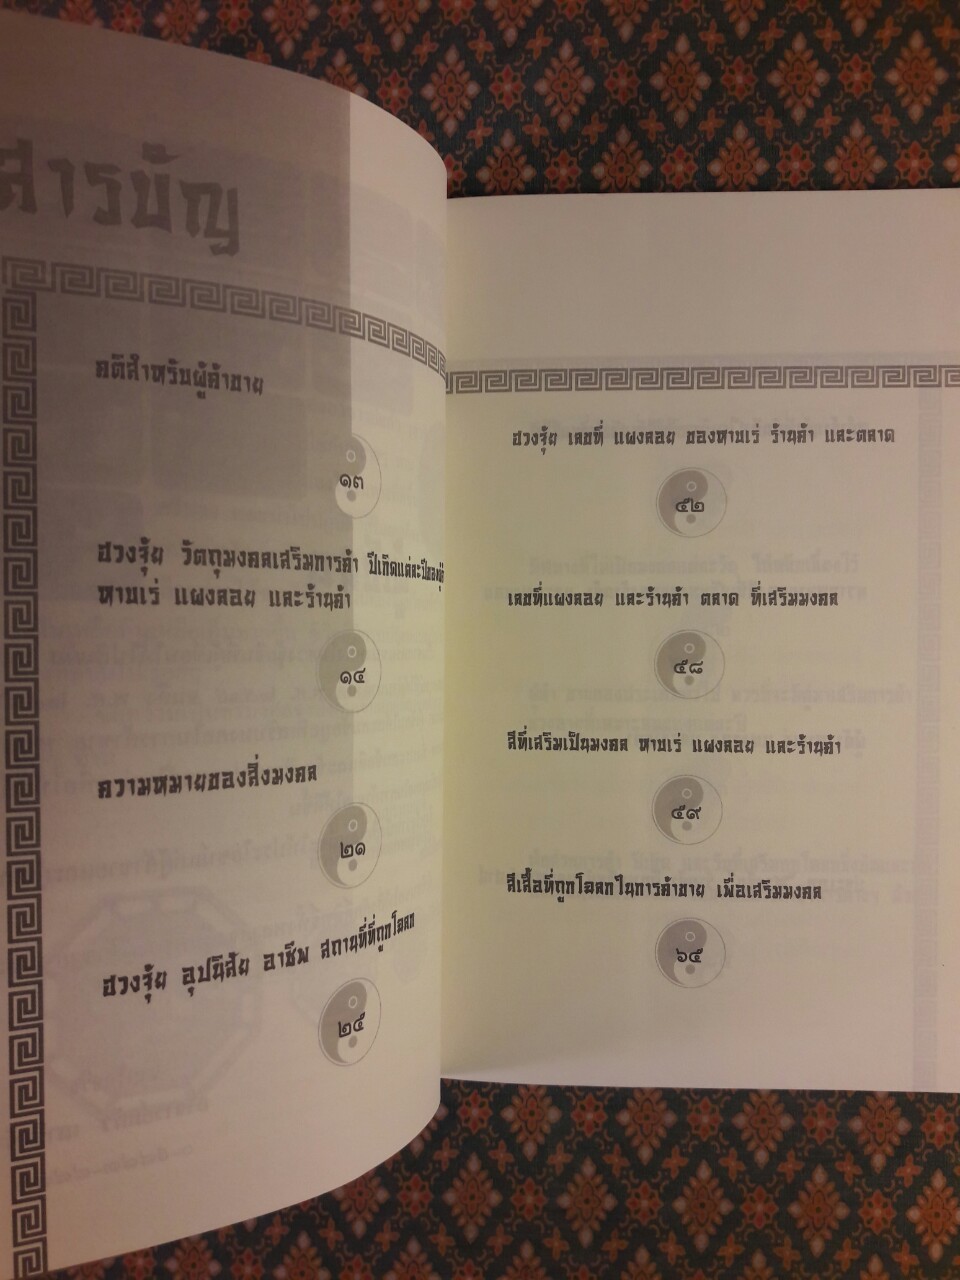 สารบัญ
คติสำหรับผู้ค้าขาย
๑๓
ฮวงจุ้ย วัตถุมงคลเสริมการค้า ปีเกิดแต่ละปีของผู้
หาบเร่ แผงลอย และร้านค้า
๑๔
ความหมายของสิ่งมงคล
๒๑
ฮวงจุ้ย อุปนิสัย อาชีพ สถานที่ที่ถูกโฉลก
๒๕
ฮวงจุ้ย เลขที่ แผงลอย ของหาบเร่ ร้านค้า และตลาด
๕๒
เลขที่แผงลอย และร้านค้า ตลาด ที่เสริมมงคล
๕๘
สีที่เสริมเป็นมงคล หาบเร่ แผงลอย และร้านค้า
๕๙
สีเสื้อที่ถูกโฉลกในการค้าขาย เพื่อเสริมมงคล
๖๕